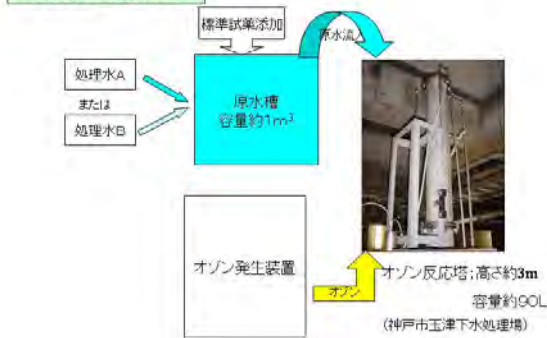 標準試薬添加
原水流入
処理水A
または
処理水B
原水槽
容量約1m³
オゾン発生装置
オゾン
オゾン反応塔;高さ約3m
容量約90L
(神戸市玉津下水処理場)